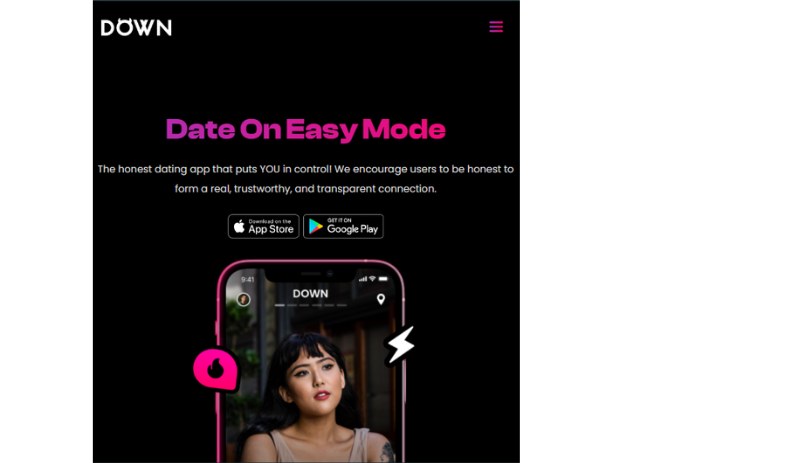 DOWN
Date On Easy Mode
The honest dating app that puts YOU in control! We encourage users to be honest to
form a real, trustworthy, and transparent connection.
Download on the
App Store
GET IT ON
Google Play
9:41
DOWN